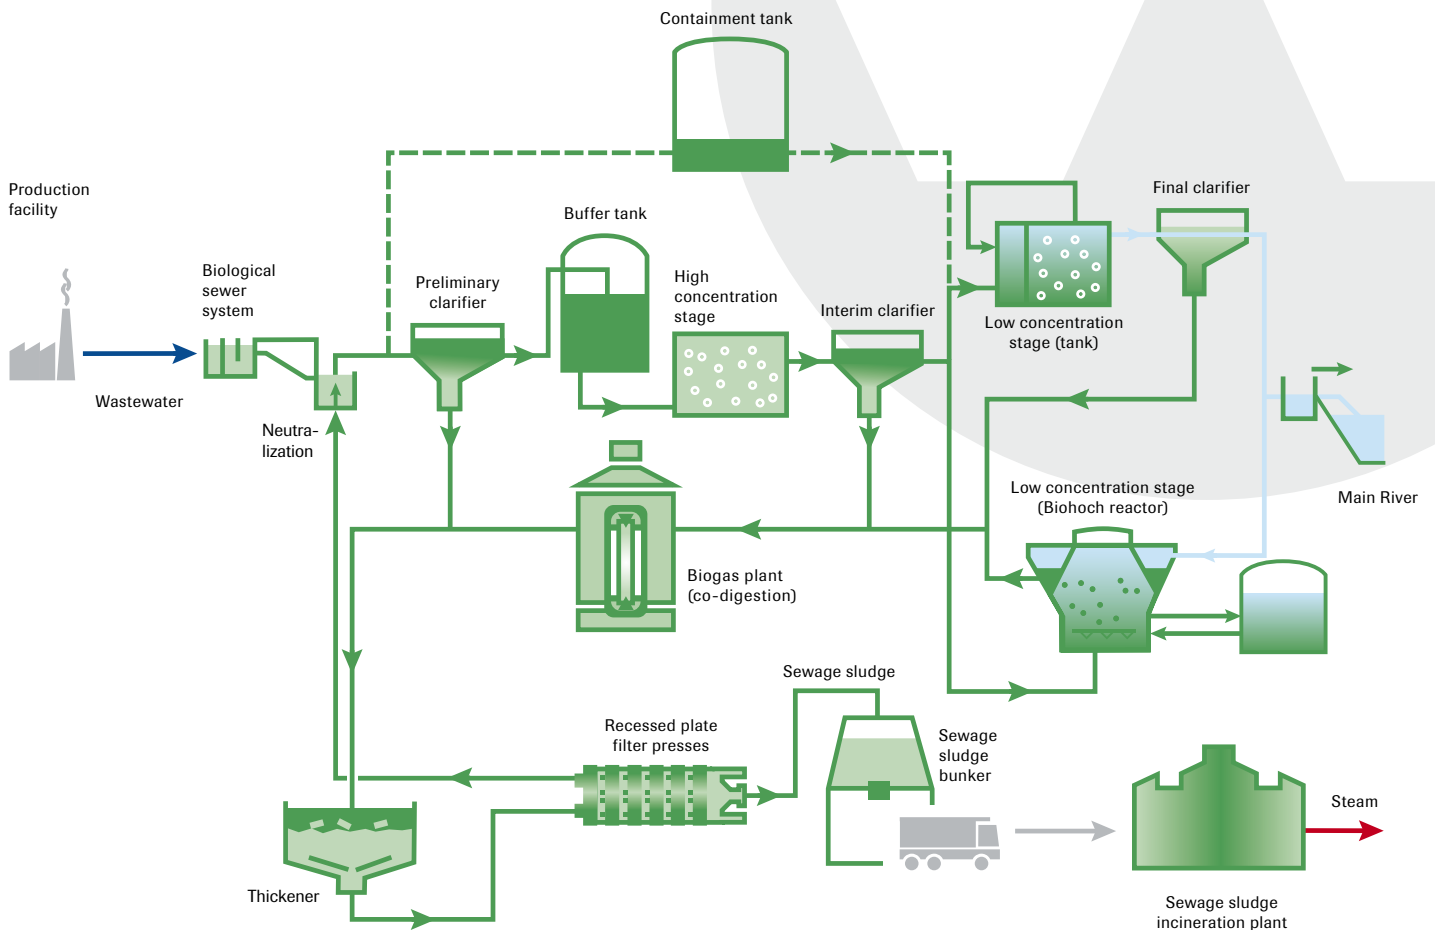 Containment tank
Production
facility
Final clarifier
Buffer tank
Biological
sewer
system
Preliminary
clarifier
High
concentration
stage
Interim clarifier
Low concentration
stage (tank)
Wastewater
Neutra-
lization
Low concentration stage
(Biohoch reactor)
Main River
Biogas plant
(co-digestion)
Sewage sludge
Recessed plate
filter presses
Sewage
sludge
bunker
Steam
Thickener
Sewage sludge
incineration plant